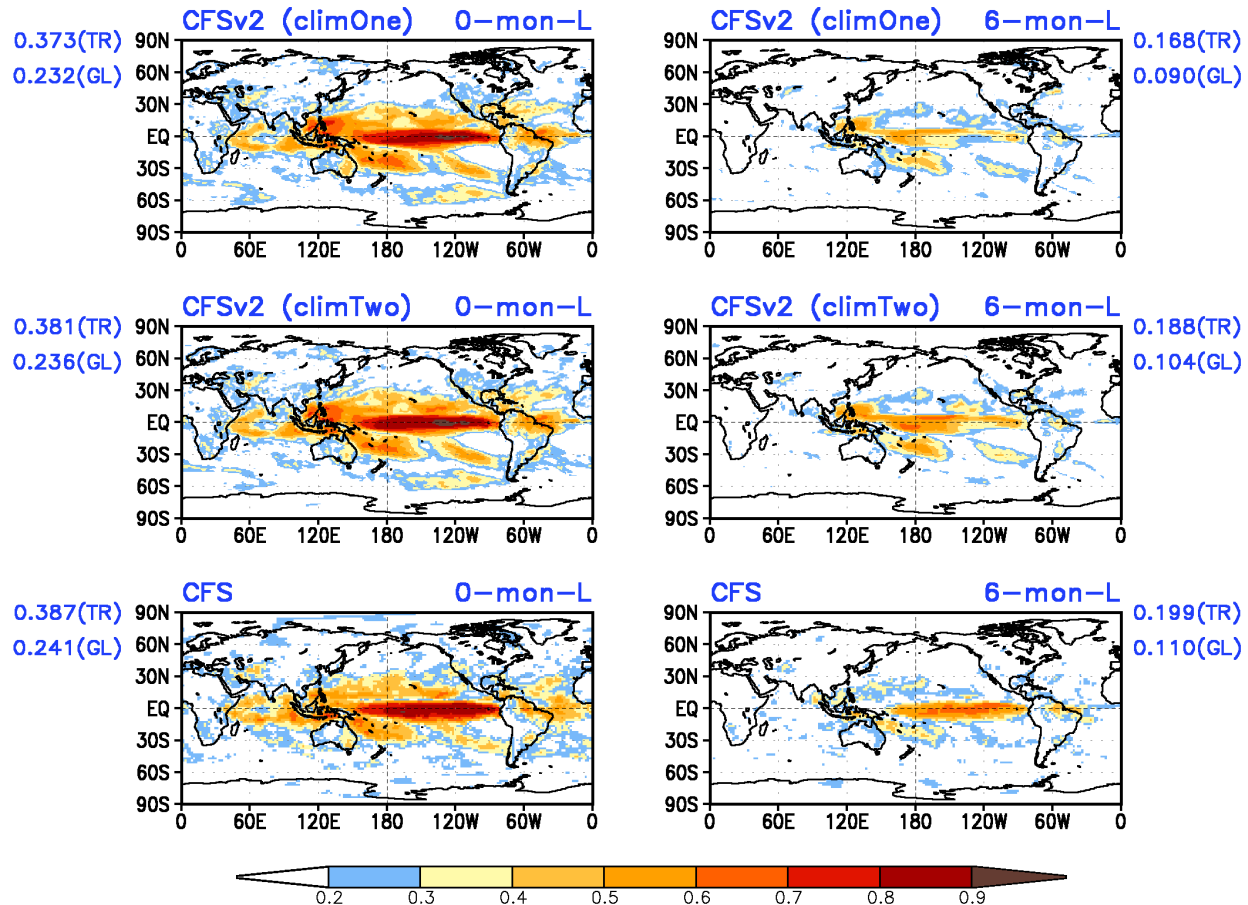 CFSv2 (climOne) 0-mon-L
0.373(TR)
0.232(GL)
90N
60N
30N
EQ
30S
60S
90S
0 60E 120E 180 120W 60W 0
CFSv2 (climOne) 6-mon-L
0.168(TR)
0.090(GL)
90N
60N
30N
EQ
30S
60S
90S
0 60E 120E 180 120W 60W 0
CFSv2 (climTwo) 0-mon-L
0.381(TR)
0.236(GL)
90N
60N
30N
EQ
30S
60S
90S
0 60E 120E 180 120W 60W 0
CFSv2 (climTwo) 6-mon-L
0.188(TR)
0.104(GL)
90N
60N
30N
EQ
30S
60S
90S
0 60E 120E 180 120W 60W 0
CFS 0-mon-L
0.387(TR)
0.241(GL)
90N
60N
30N
EQ
30S
60S
90S
0 60E 120E 180 120W 60W 0
CFS 6-mon-L
0.199(TR)
0.110(GL)
90N
60N
30N
EQ
30S
60S
90S
0 60E 120E 180 120W 60W 0
0.2 0.3 0.4 0.5 0.6 0.7 0.8 0.9